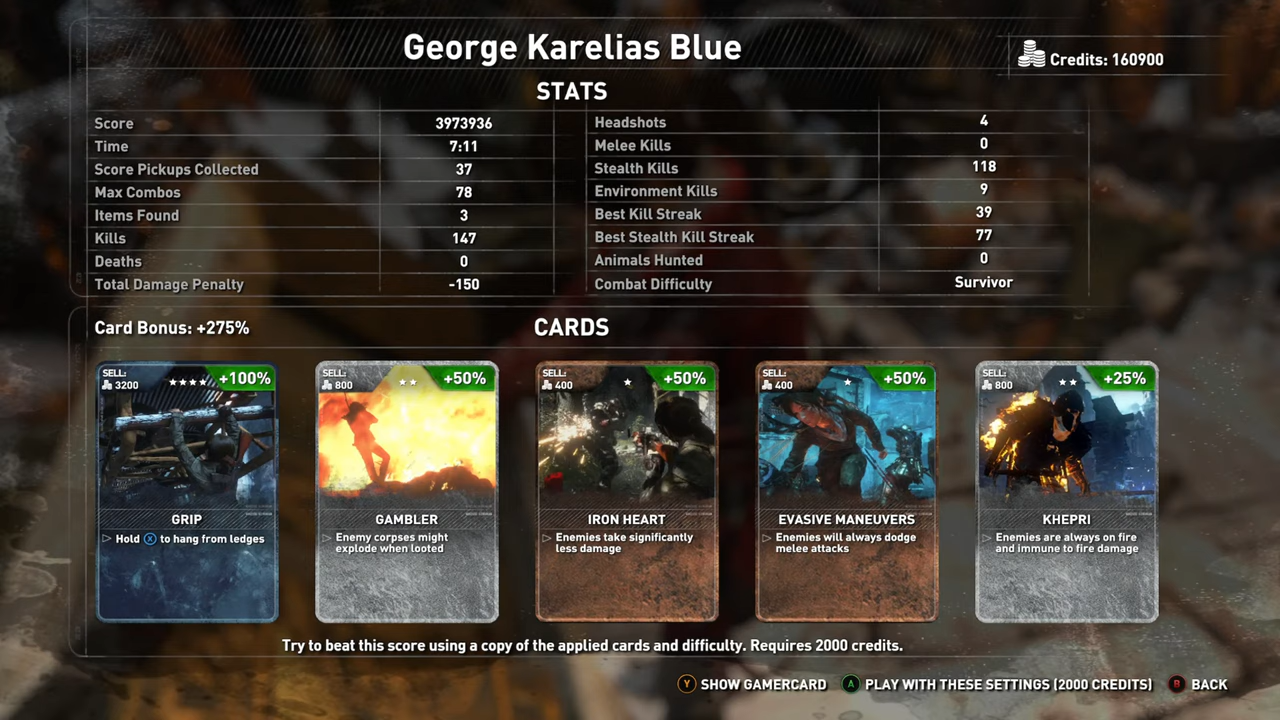 George Karelias Blue
Credits: 160900
STATS
Score 3973936
Time 7:11
Score Pickups Collected 37
Max Combos 78
Items Found 3
Kills 147
Deaths 0
Total Damage Penalty -150
Headshots 4
Melee Kills 0
Stealth Kills 118
Environment Kills 9
Best Kill Streak 39
Best Stealth Kill Streak 77
Animals Hunted 0
Combat Difficulty Survivor
Card Bonus: +275%
CARDS
SELL:
3200
+100%
GRIP
Hold X to hang from ledges
SELL:
800
+50%
GAMBLER
Enemy corpses might
explode when looted
SELL:
400
+50%
IRON HEART
Enemies take significantly
less damage
SELL:
400
+50%
EVASIVE MANEUVERS
Enemies will always dodge
melee attacks
SELL:
800
+25%
KHEPRI
Enemies are always on fire
and immune to fire damage
Try to beat this score using a copy of the applied cards and difficulty. Requires 2000 credits.
Y SHOW GAMERCARD A PLAY WITH THESE SETTINGS (2000 CREDITS) B BACK